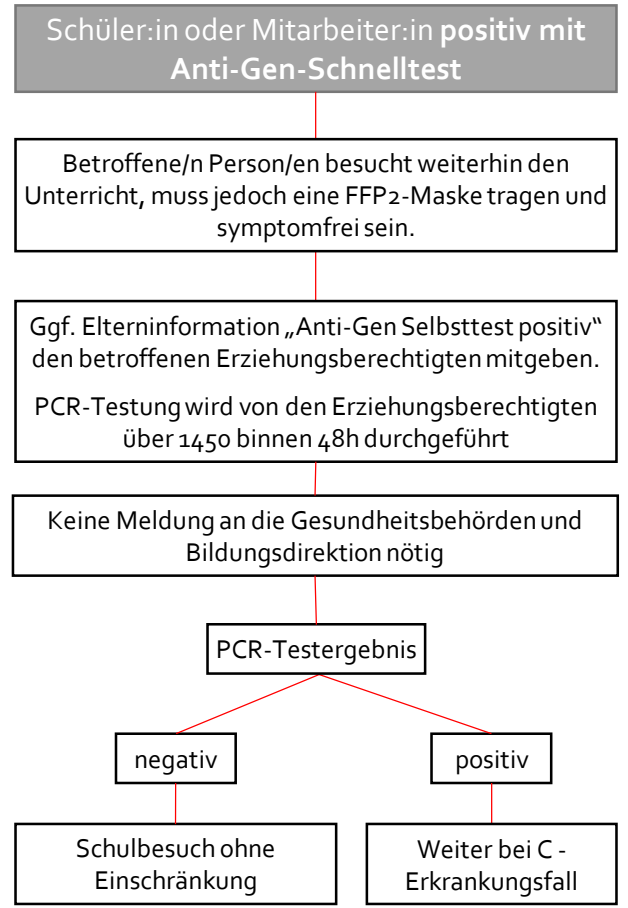 Schüler:in oder Mitarbeiter:in positiv mit
Anti-Gen-Schnelltest
Betroffene/n Person/en besucht weiterhin den
Unterricht, muss jedoch eine FFP2-Maske tragen und
symptomfrei sein.
Ggf. Elterninformation „Anti-Gen Selbsttest positiv“
den betroffenen Erziehungsberechtigten mitgeben.
PCR-Testung wird von den Erziehungsberechtigten
über 1450 binnen 48h durchgeführt
Keine Meldung an die Gesundheitsbehörden und
Bildungsdirektion nötig
PCR-Testergebnis
negativ
positiv
Schulbesuch ohne
Einschränkung
Weiter bei C -
Erkrankungsfall